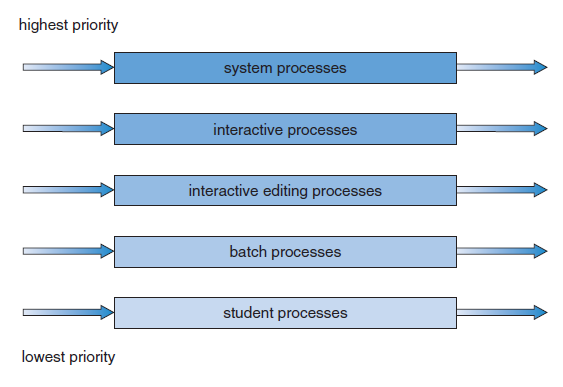 highest priority
system processes
interactive processes
interactive editing processes
batch processes
student processes
lowest priority